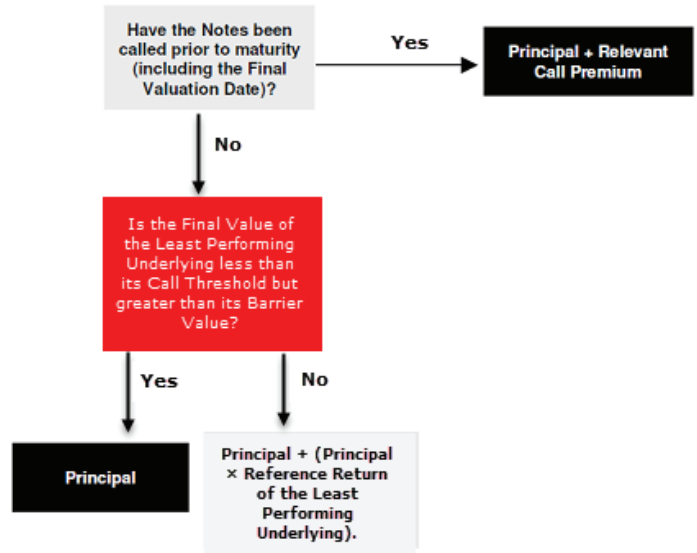 Have the Notes been
called prior to maturity
(including the Final
Valuation Date)?
Yes
Principal + Relevant
Call Premium
No
Is the Final Value of
the Least Performing
Underlying less than
its Call Threshold but
greater than its Barrier
Value?
Yes
No
Principal
Principal + (Principal
× Reference Return
of the Least
Performing
Underlying).